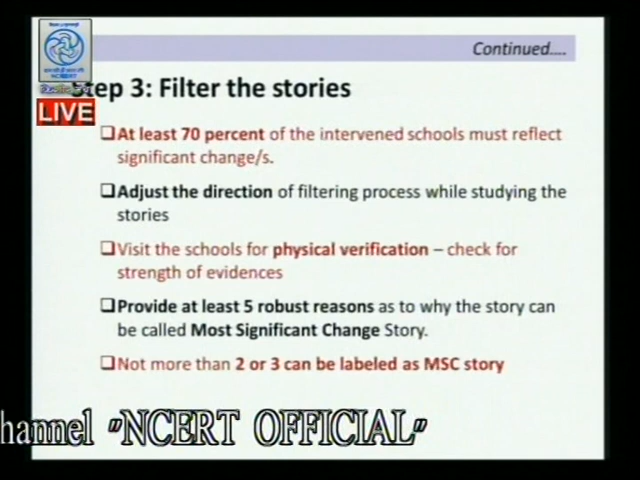 Continued....
NCERT
LIVE
Step 3: Filter the stories
At least 70 percent of the intervened schools must reflect
significant change/s.
Adjust the direction of filtering process while studying the
stories
Visit the schools for physical verification – check for
strength of evidences
Provide at least 5 robust reasons as to why the story can
be called Most Significant Change Story.
Not more than 2 or 3 can be labeled as MSC story
hannel "NCERT OFFICIAL"